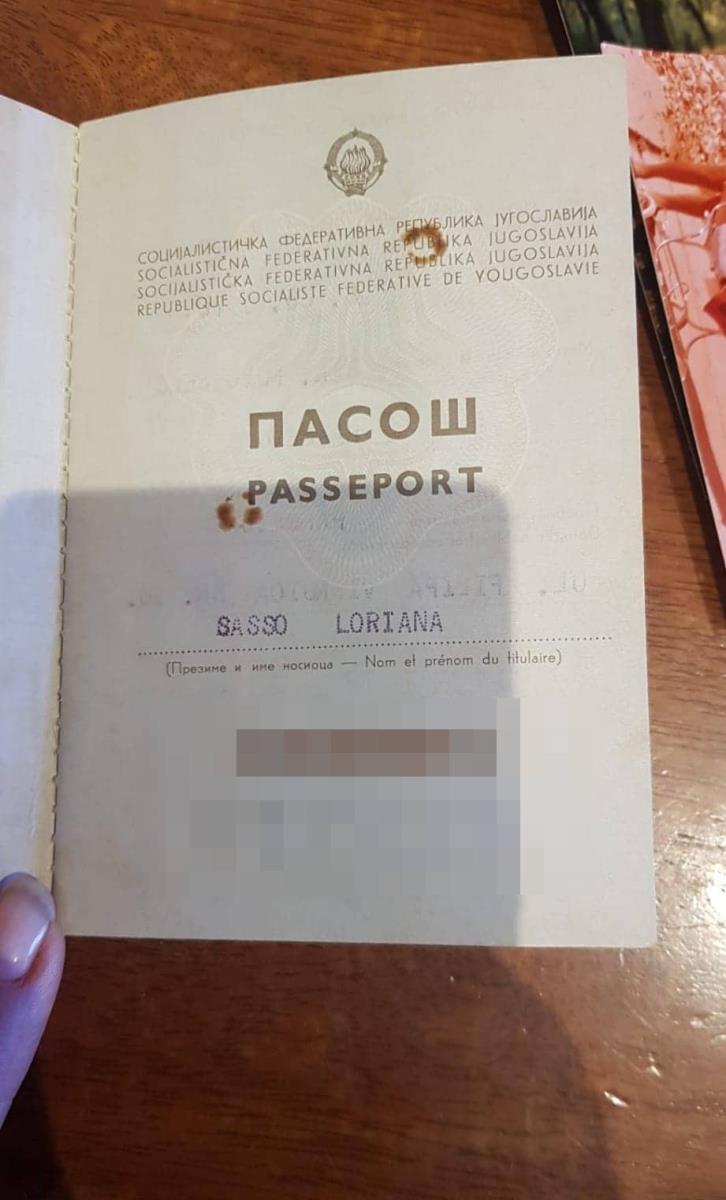 СОЦИЈАЛИСТИЧКА ФЕДЕРАТИВНА РЕПУБЛИКА ЈУГОСЛАВИЈА
SOCIALISTIČNA FEDERATIVNA REPUBLIKA JUGOSLAVIJA
SOCIJALISTIČKA FEDERATIVNA REPUBLIKA JUGOSLAVIJA
REPUBLIQUE SOCIALISTE FEDERATIVE DE YOUGOSLAVIE
ПАСОШ
PASSEPORT
SASSO LORIANA
(Презиме и име носиоца — Nom et prénom du titulaire)